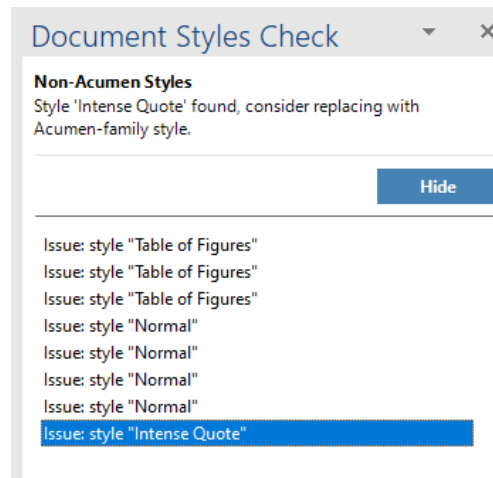 Document Styles Check
Non-Acumen Styles
Style 'Intense Quote' found, consider replacing with
Acumen-family style.
Hide
Issue: style "Table of Figures"
Issue: style "Table of Figures"
Issue: style "Table of Figures"
Issue: style "Normal"
Issue: style "Normal"
Issue: style "Normal"
Issue: style "Normal"
Issue: style "Intense Quote"